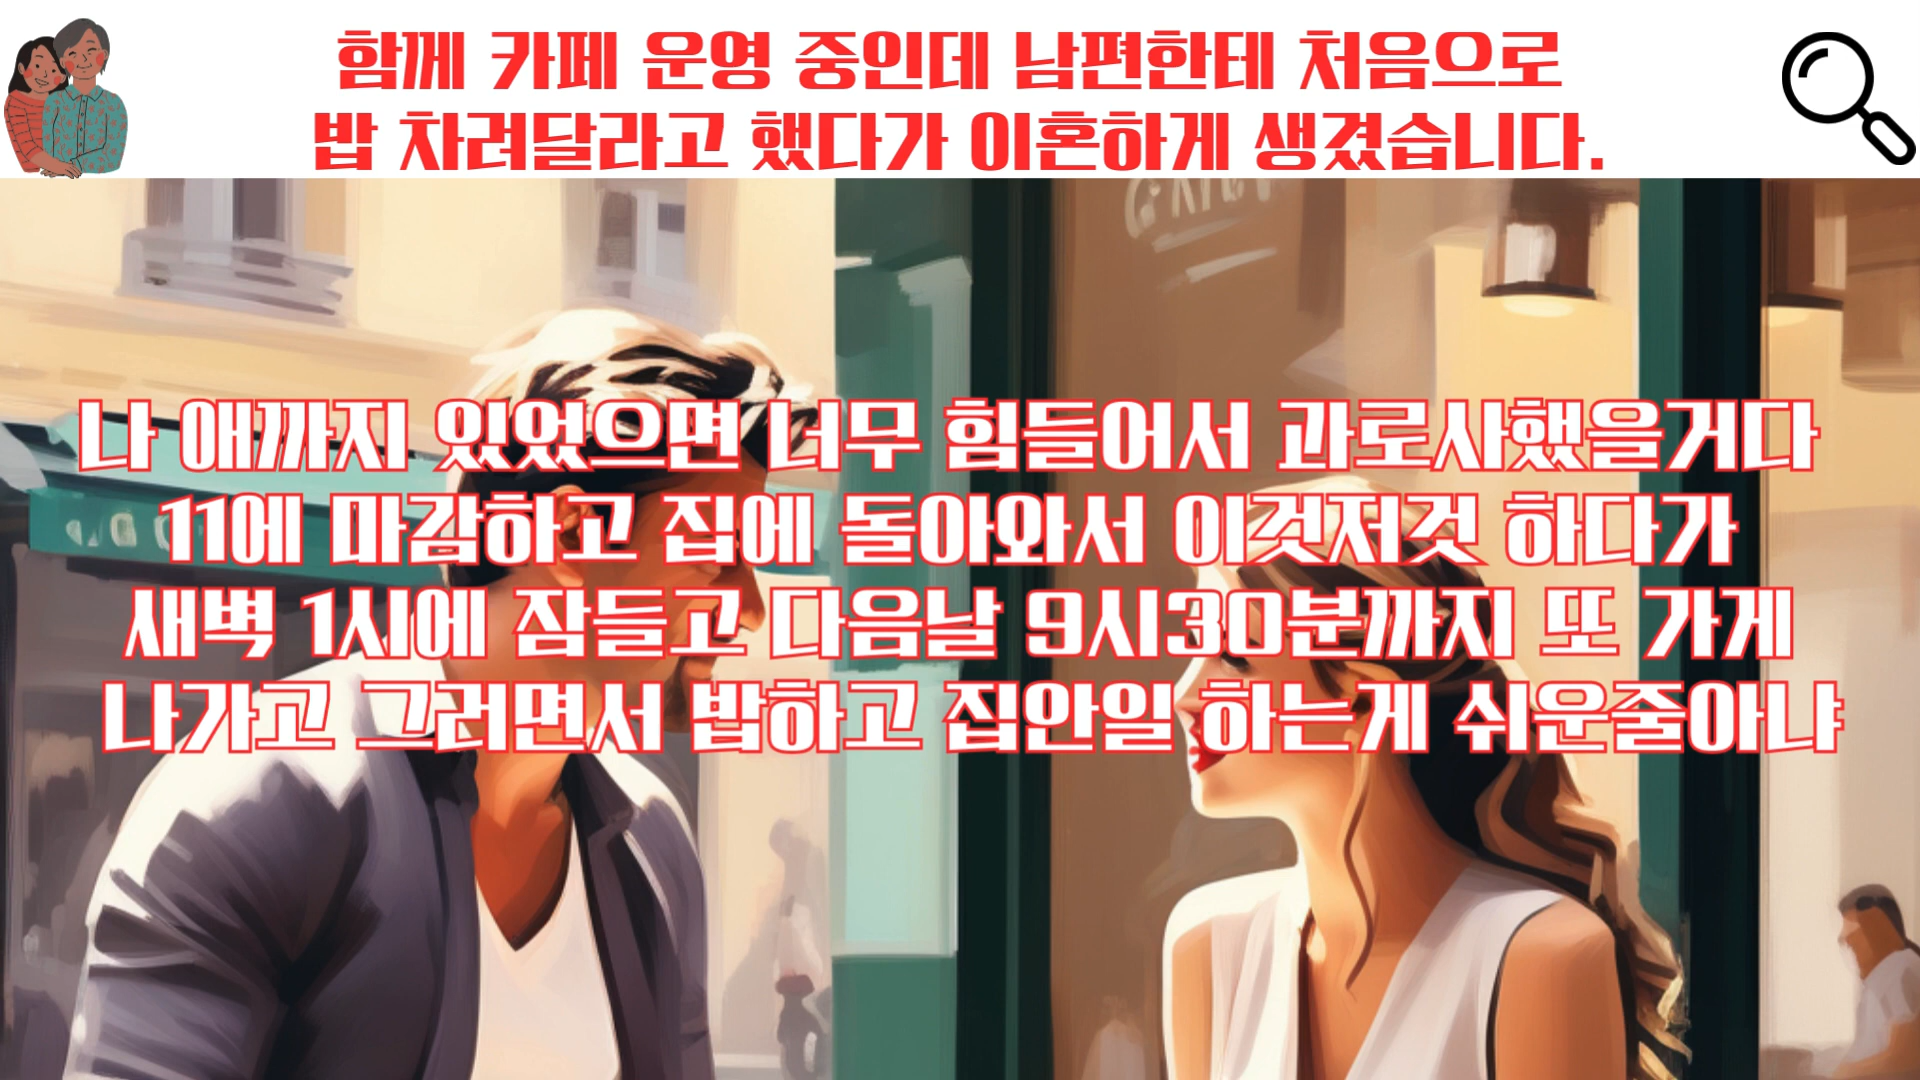 함께 카페 운영 중인데 남편한테 처음으로
밥 차려달라고 했다가 이혼하게 생겼습니다.
나 애까지 있었으면 너무 힘들어서 과로사했을거다
11에 마감하고 집에 돌아와서 이것저것 하다가
새벽 1시에 잠들고 다음날 9시30분까지 또 가게
나가고 그러면서 밥하고 집안일 하는게 쉬운줄아냐